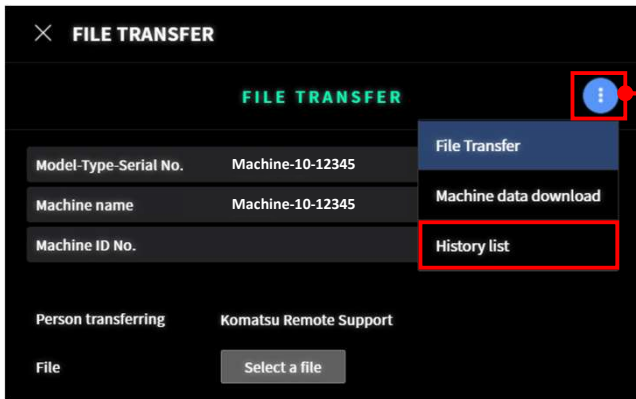 FILE TRANSFER
FILE TRANSFER
File Transfer
Model-Type-Serial No. Machine-10-12345
Machine name Machine-10-12345
Machine data download
Machine ID No.
History list
Person transferring Komatsu Remote Support
File Select a file